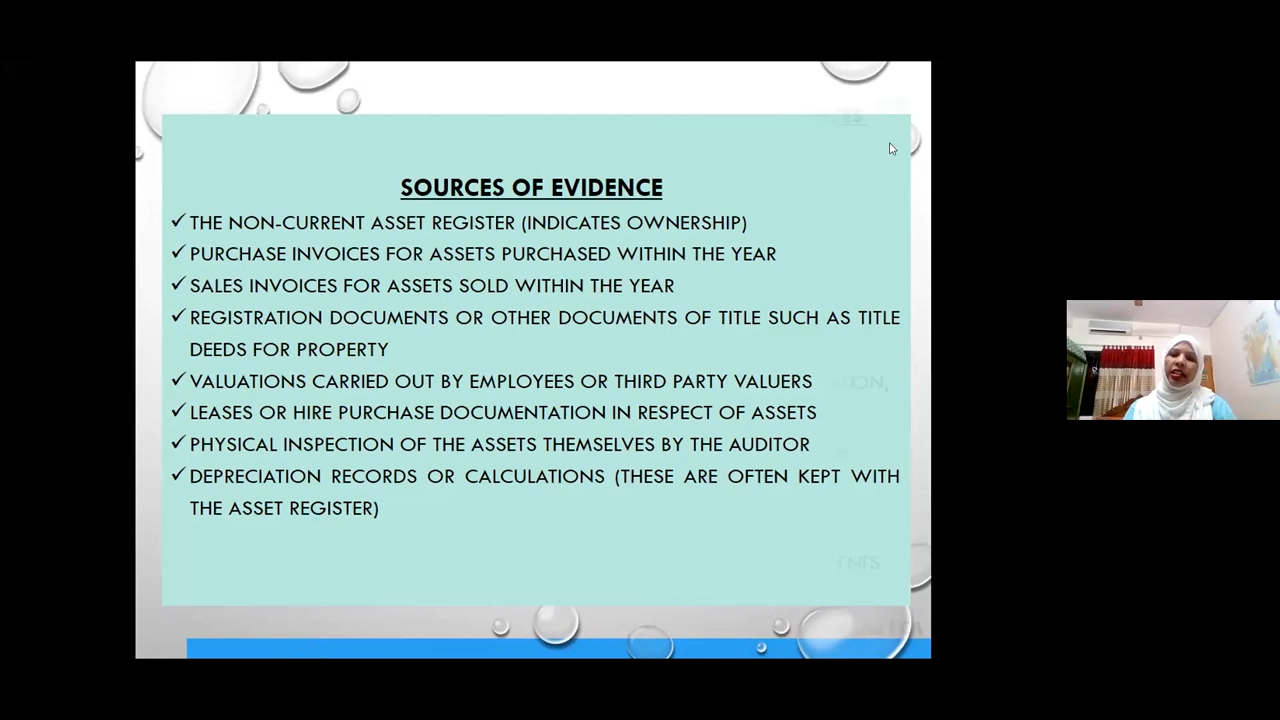 SOURCES OF EVIDENCE
✓ THE NON-CURRENT ASSET REGISTER (INDICATES OWNERSHIP)
✓ PURCHASE INVOICES FOR ASSETS PURCHASED WITHIN THE YEAR
✓ SALES INVOICES FOR ASSETS SOLD WITHIN THE YEAR
✓ REGISTRATION DOCUMENTS OR OTHER DOCUMENTS OF TITLE SUCH AS TITLE
DEEDS FOR PROPERTY
✓ VALUATIONS CARRIED OUT BY EMPLOYEES OR THIRD PARTY VALUERS
✓ LEASES OR HIRE PURCHASE DOCUMENTATION IN RESPECT OF ASSETS
✓ PHYSICAL INSPECTION OF THE ASSETS THEMSELVES BY THE AUDITOR
✓ DEPRECIATION RECORDS OR CALCULATIONS (THESE ARE OFTEN KEPT WITH
THE ASSET REGISTER)